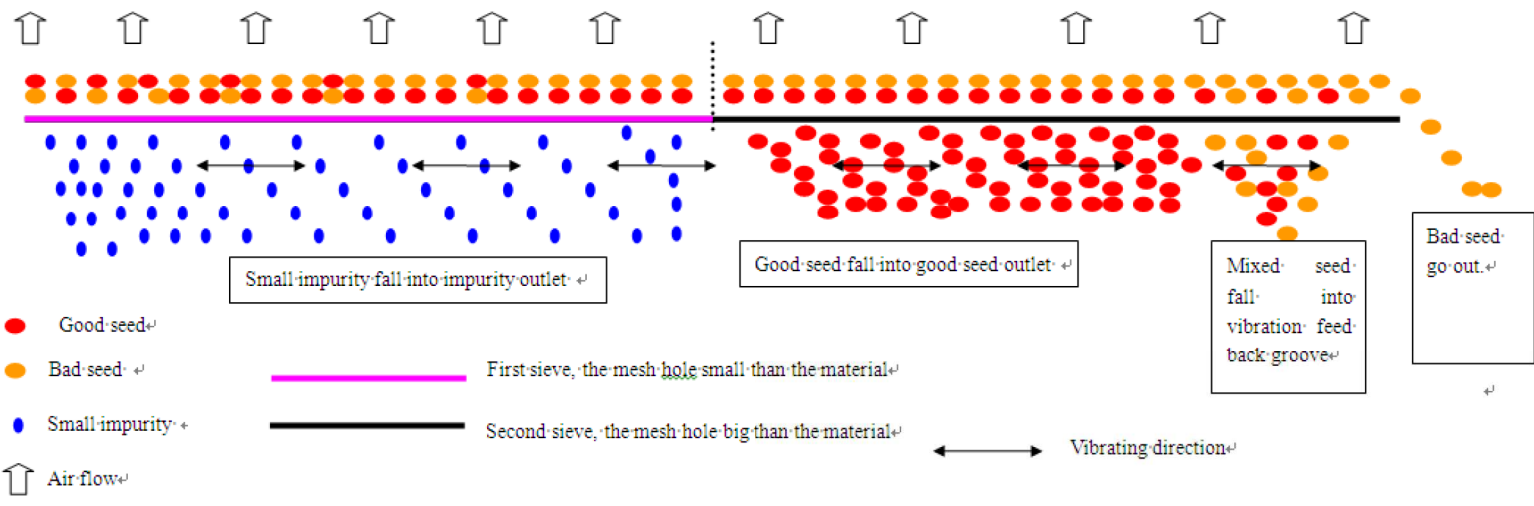 Small impurity fall into impurity outlet
Good seed fall into good seed outlet
Mixed seed
fall into
vibration feed
back groove
Bad seed
go out.
Good seed
Bad seed
First sieve, the mesh hole small than the material
Small impurity
Second sieve, the mesh hole big than the material
Vibrating direction
Air flow